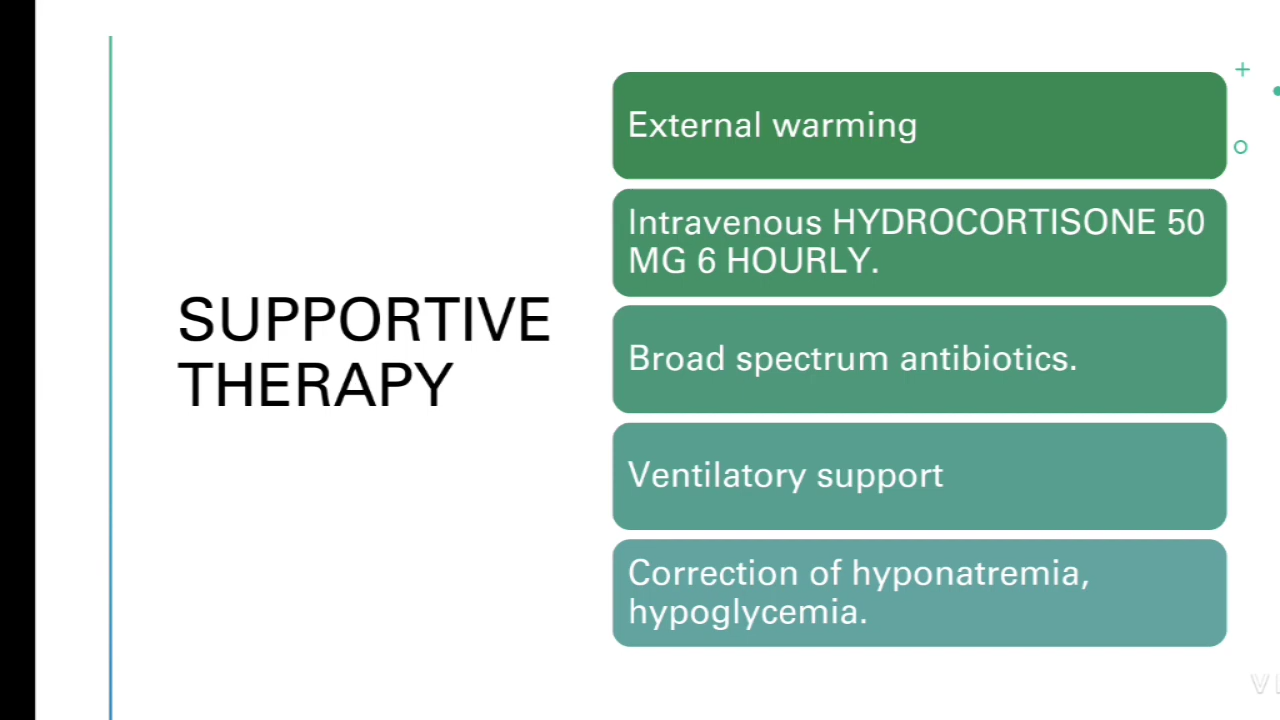 SUPPORTIVE
THERAPY
External warming
Intravenous HYDROCORTISONE 50
MG 6 HOURLY.
Broad spectrum antibiotics.
Ventilatory support
Correction of hyponatremia,
hypoglycemia.